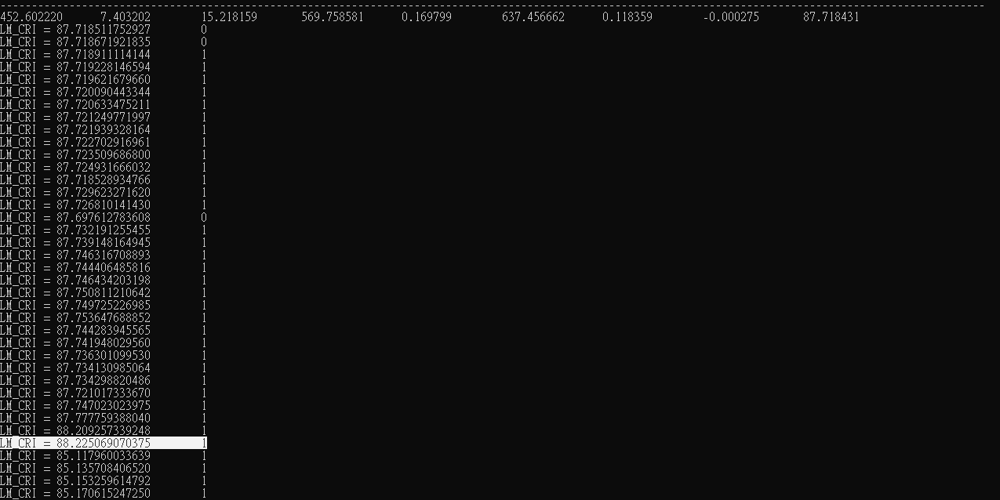 --------------------------------------------------------------------------------------------------------------------------------------------------------------
452.602220 7.403202 15.218159 569.758581 0.169799 637.456662 0.118359 -0.000275 87.718431
LM_CRI = 87.718511752927 0
LM_CRI = 87.718671921835 0
LM_CRI = 87.718911114144 1
LM_CRI = 87.719228146594 1
LM_CRI = 87.719621679660 1
LM_CRI = 87.720090443344 1
LM_CRI = 87.720633475211 1
LM_CRI = 87.721249771997 1
LM_CRI = 87.721939328164 1
LM_CRI = 87.722702916961 1
LM_CRI = 87.723509686800 1
LM_CRI = 87.724931666032 1
LM_CRI = 87.718528934766 1
LM_CRI = 87.729623271620 1
LM_CRI = 87.726810141430 1
LM_CRI = 87.697612783608 0
LM_CRI = 87.732191255455 1
LM_CRI = 87.739148164945 1
LM_CRI = 87.746316708893 1
LM_CRI = 87.744406485816 1
LM_CRI = 87.746434203198 1
LM_CRI = 87.750811210642 1
LM_CRI = 87.749725226985 1
LM_CRI = 87.753647688852 1
LM_CRI = 87.744283945565 1
LM_CRI = 87.741948029560 1
LM_CRI = 87.736301099530 1
LM_CRI = 87.734130985064 1
LM_CRI = 87.734298820486 1
LM_CRI = 87.721017333670 1
LM_CRI = 87.747023023975 1
LM_CRI = 87.777759388040 1
LM_CRI = 88.209257339248 1
LM_CRI = 88.225069070375 1
LM_CRI = 85.117960033639 1
LM_CRI = 85.135708406520 1
LM_CRI = 85.153259614792 1
LM_CRI = 85.170615247250 1